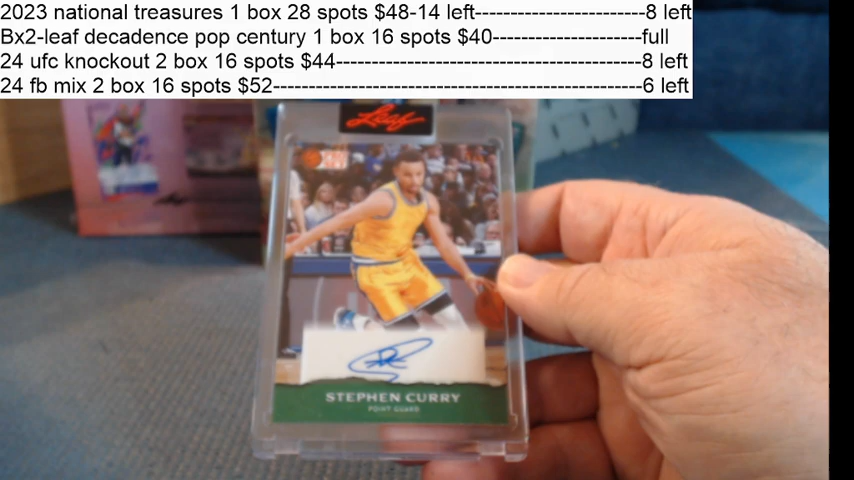 2023 national treasures 1 box 28 spots $48-14 left------------------------8 left
Bx2-leaf decadence pop century 1 box 16 spots $40---------------------full
24 ufc knockout 2 box 16 spots $44-------------------------------------------8 left
24 fb mix 2 box 16 spots $52----------------------------------------------------6 left
Leaf
STEPHEN CURRY
POINT GUARD